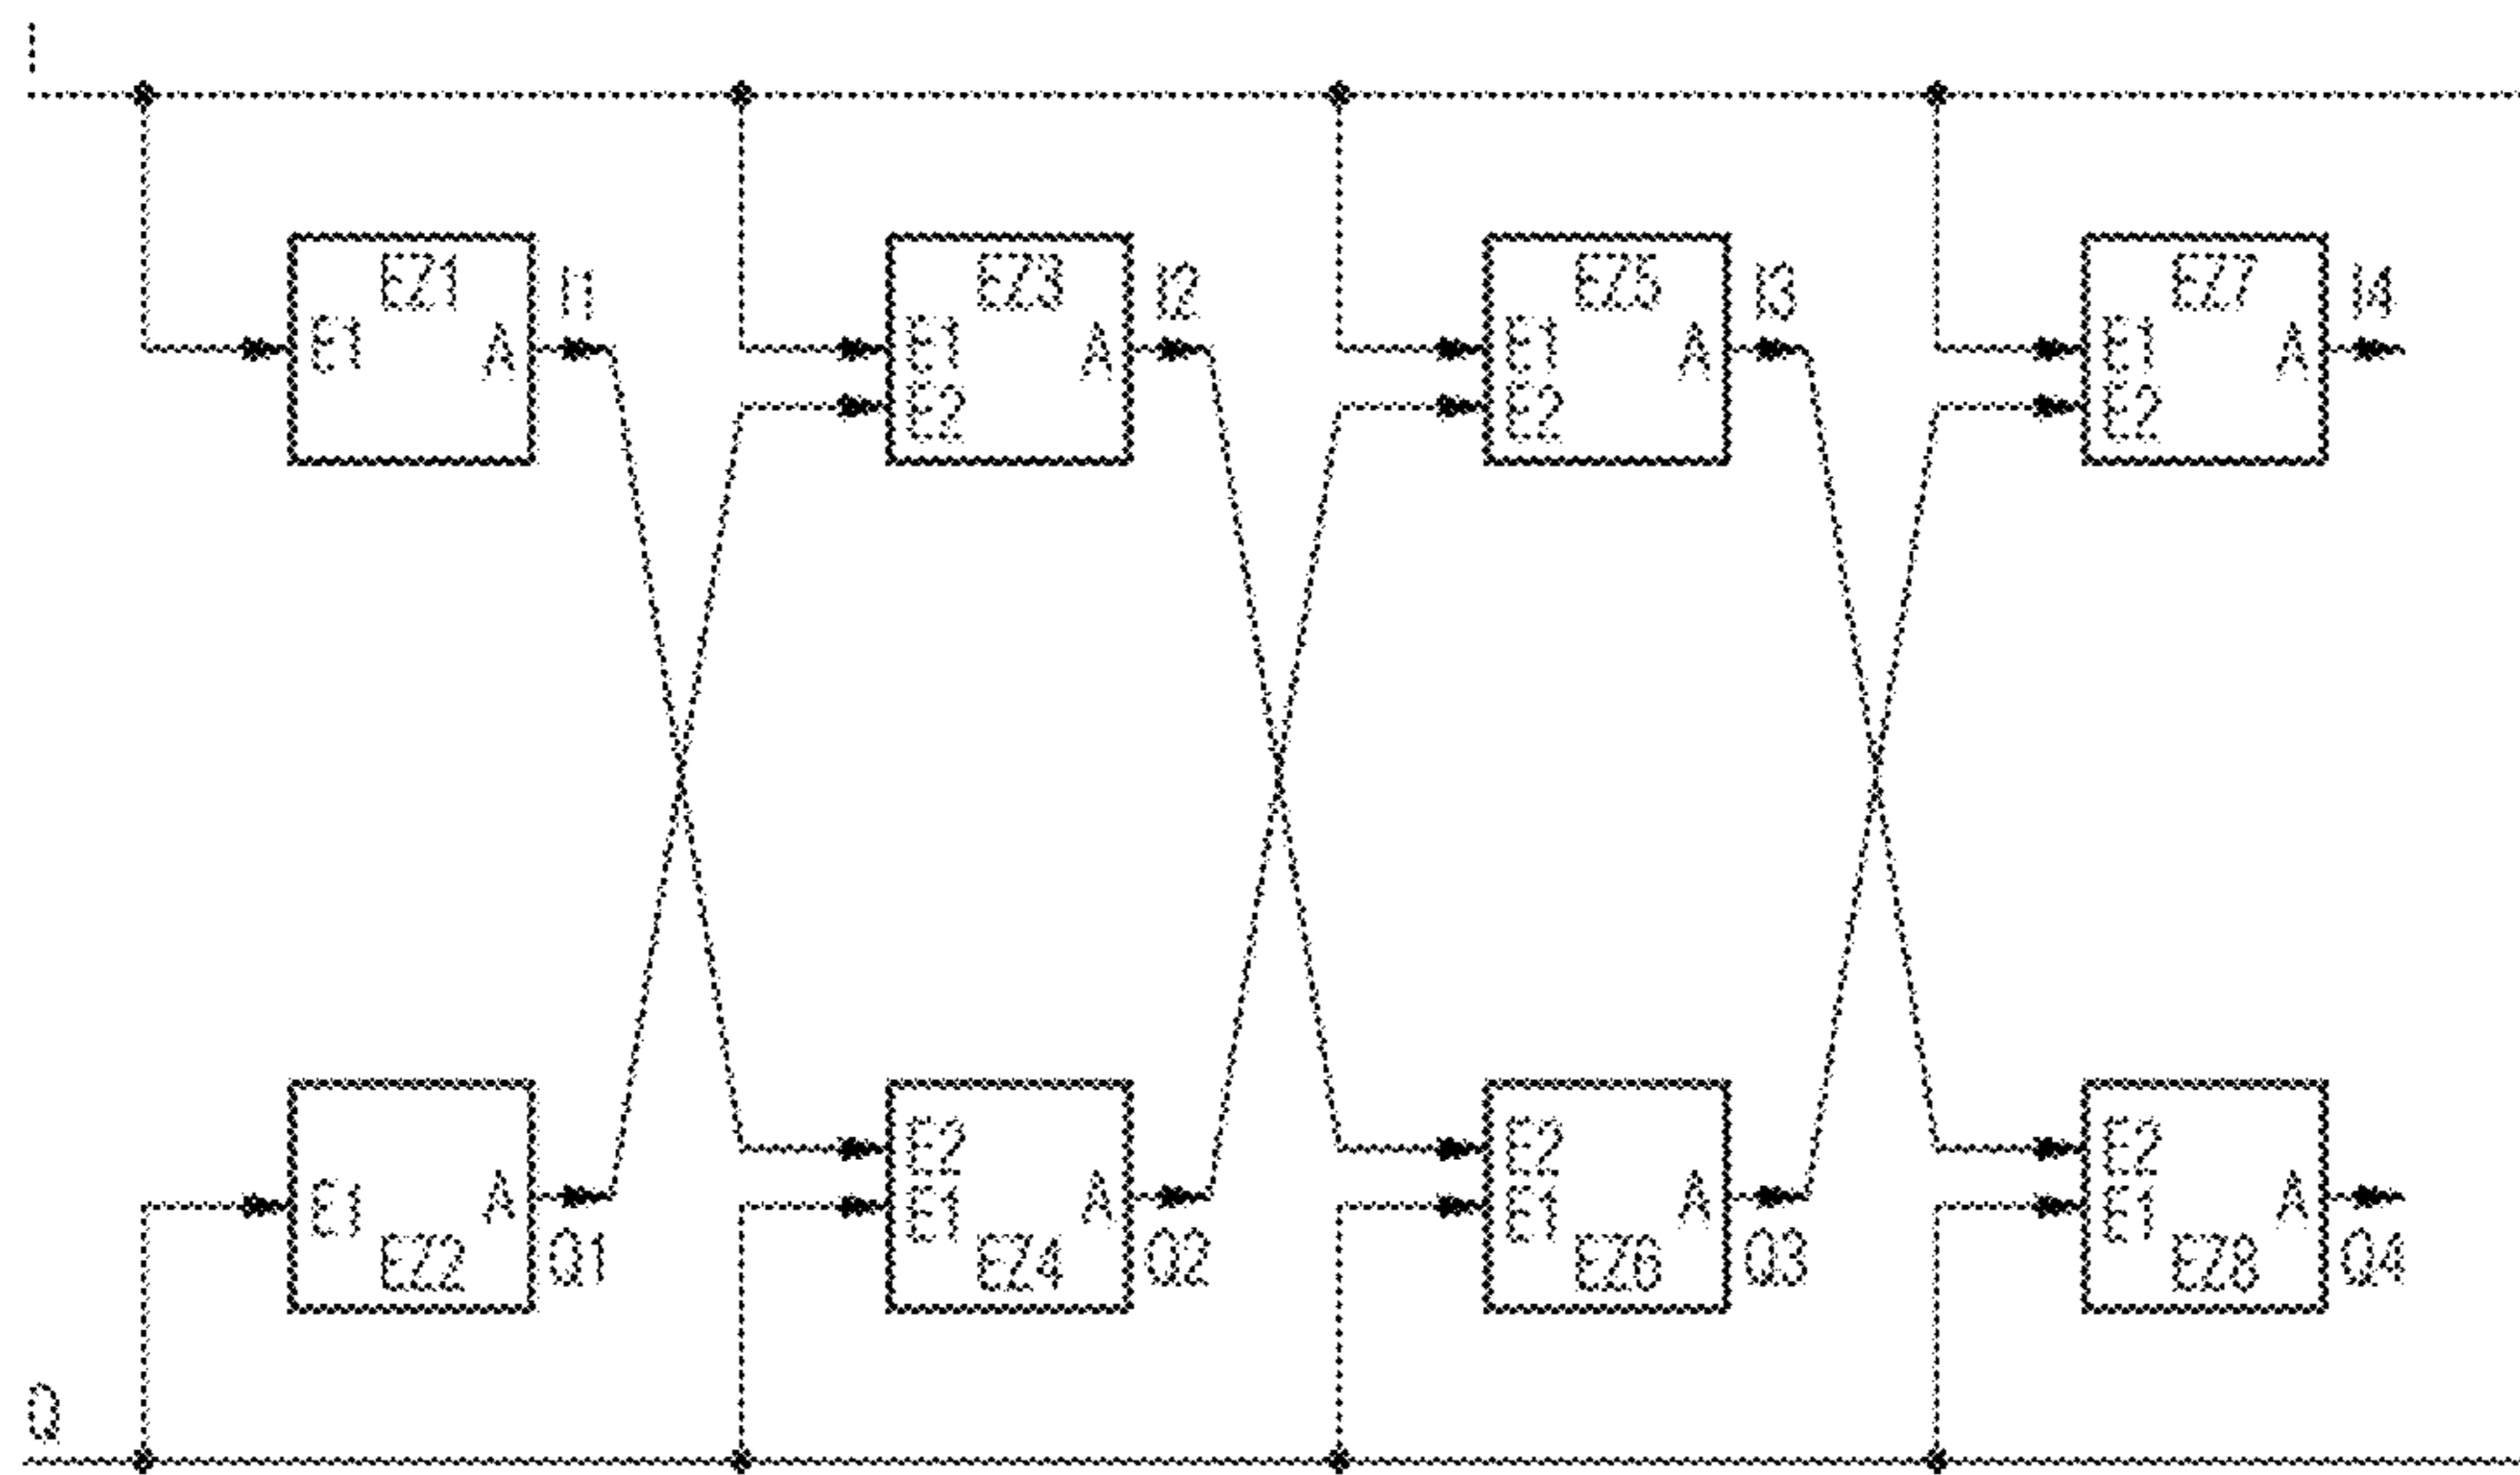 I
EZ1 I1 EZ3 I2 EZ5 I3 EZ7 I4
E1 A E1 A E1 A E1 A
E2 E2 E2
E2 E2 E2
E1 A E1 A E1 A E1 A
EZ2 Q1 EZ4 Q2 EZ6 Q3 EZ8 Q4
Q